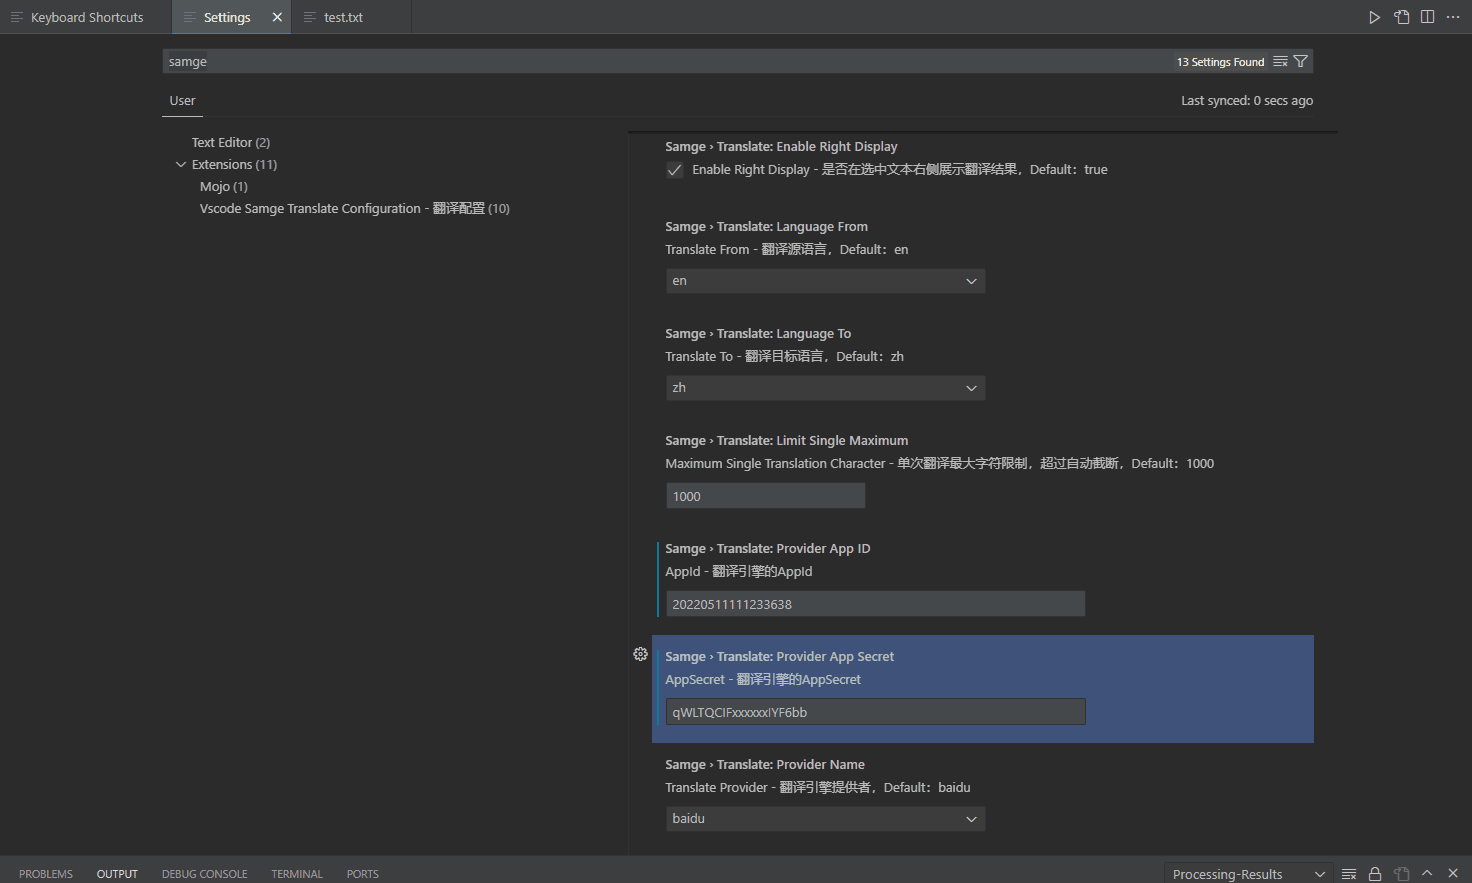 Keyboard Shortcuts
Settings
test.txt
samge
13 Settings Found
User
Last synced: 0 secs ago
Text Editor (2)
Extensions (11)
Mojo (1)
Vscode Samge Translate Configuration - 翻译配置 (10)
Samge › Translate: Enable Right Display
Enable Right Display - 是否在选中文本右侧展示翻译结果，Default：true
Samge › Translate: Language From
Translate From - 翻译源语言，Default：en
en
Samge › Translate: Language To
Translate To - 翻译目标语言，Default：zh
zh
Samge › Translate: Limit Single Maximum
Maximum Single Translation Character - 单次翻译最大字符限制，超过自动截断，Default：1000
1000
Samge › Translate: Provider App ID
AppId - 翻译引擎的AppId
20220511111233638
Samge › Translate: Provider App Secret
AppSecret - 翻译引擎的AppSecret
qWLTQCIFxxxxxxIYF6bb
Samge › Translate: Provider Name
Translate Provider - 翻译引擎提供者，Default：baidu
baidu
PROBLEMS
OUTPUT
DEBUG CONSOLE
TERMINAL
PORTS
Processing-Results